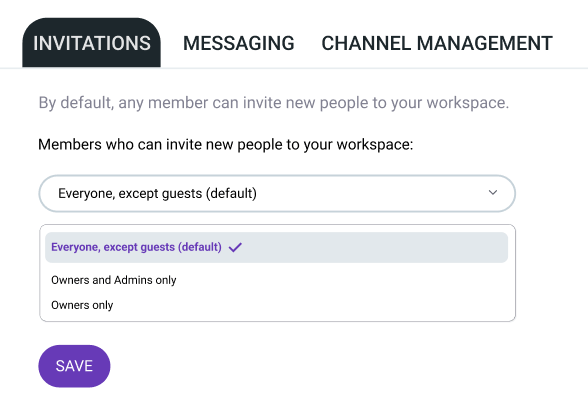 INVITATIONS MESSAGING CHANNEL MANAGEMENT
By default, any member can invite new people to your workspace.
Members who can invite new people to your workspace:
Everyone, except guests (default)
Everyone, except guests (default)
Owners and Admins only
Owners only
SAVE